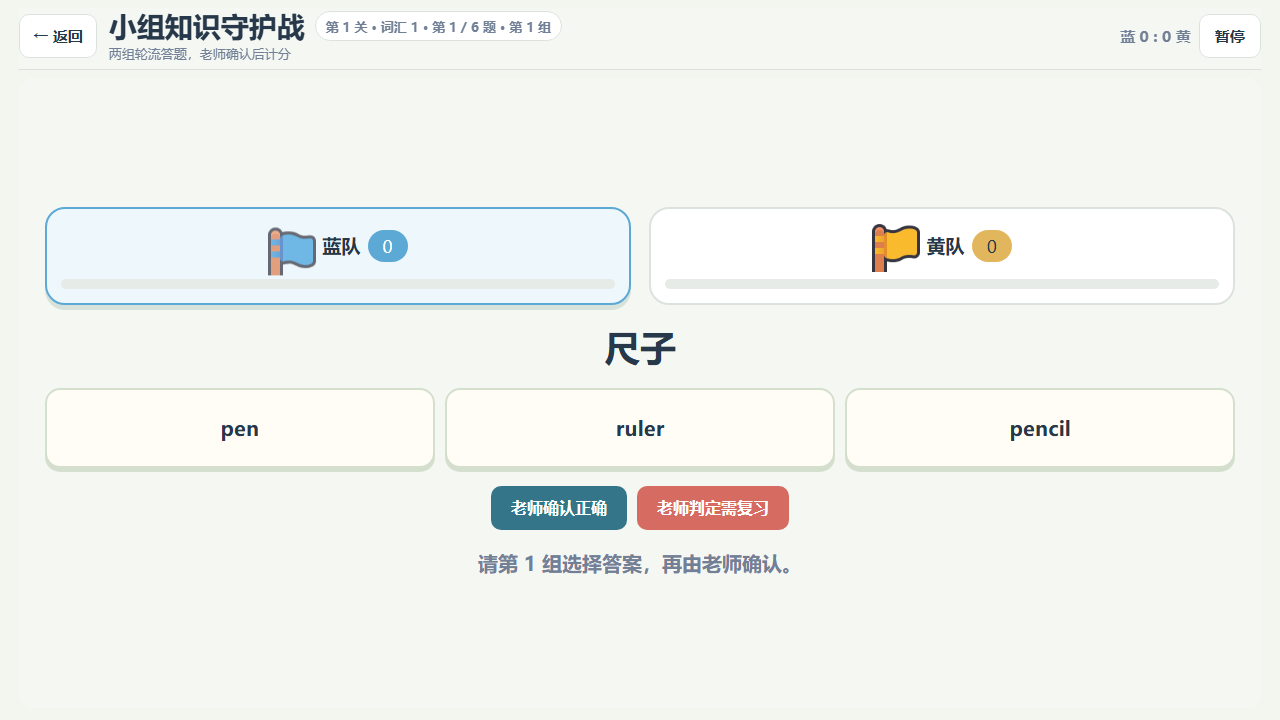 ← 返回
小组知识守护战
第 1 关 • 词汇 1 • 第 1 / 6 题 • 第 1 组
两组轮流答题，老师确认后计分
蓝 0 : 0 黄
暂停
蓝队 0
黄队 0
尺子
pen
ruler
pencil
老师确认正确
老师判定需复习
请第 1 组选择答案，再由老师确认。